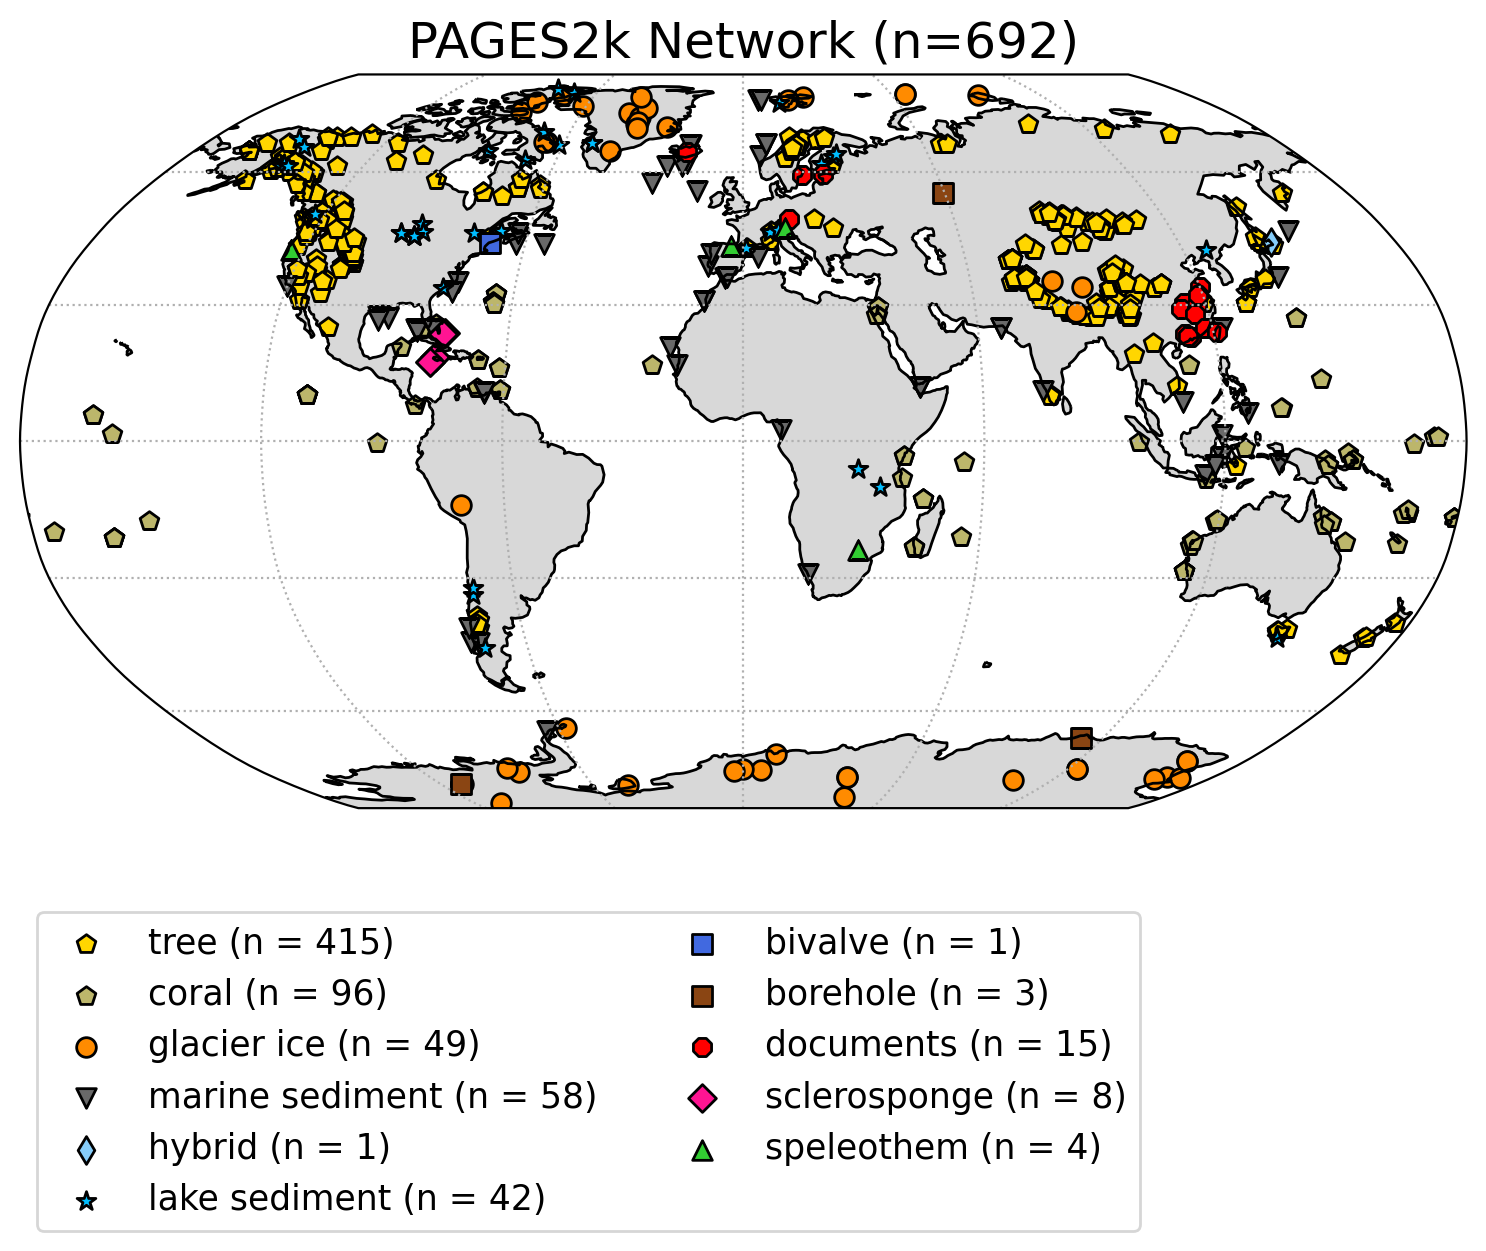 PAGES2k Network (n=692)
tree (n = 415)
coral (n = 96)
glacier ice (n = 49)
marine sediment (n = 58)
hybrid (n = 1)
lake sediment (n = 42)
bivalve (n = 1)
borehole (n = 3)
documents (n = 15)
sclerosponge (n = 8)
speleothem (n = 4)